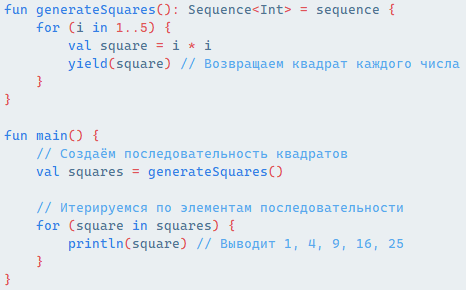 fun generateSquares(): Sequence<Int> = sequence {
    for (i in 1..5) {
        val square = i * i
        yield(square) // Возвращаем квадрат каждого числа
    }
}

fun main() {
    // Создаём последовательность квадратов
    val squares = generateSquares()

    // Итерируемся по элементам последовательности
    for (square in squares) {
        println(square) // Выводит 1, 4, 9, 16, 25
    }
}